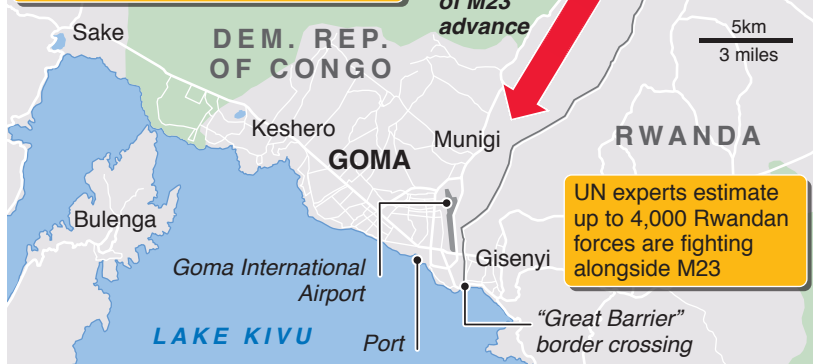 of M23
advance
Sake
DEM. REP.
OF CONGO
5km
3 miles
Keshero
Munigi
GOMA
RWANDA
Bulenga
UN experts estimate
up to 4,000 Rwandan
forces are fighting
alongside M23
Goma International
Airport
Gisenyi
LAKE KIVU
Port
“Great Barrier”
border crossing